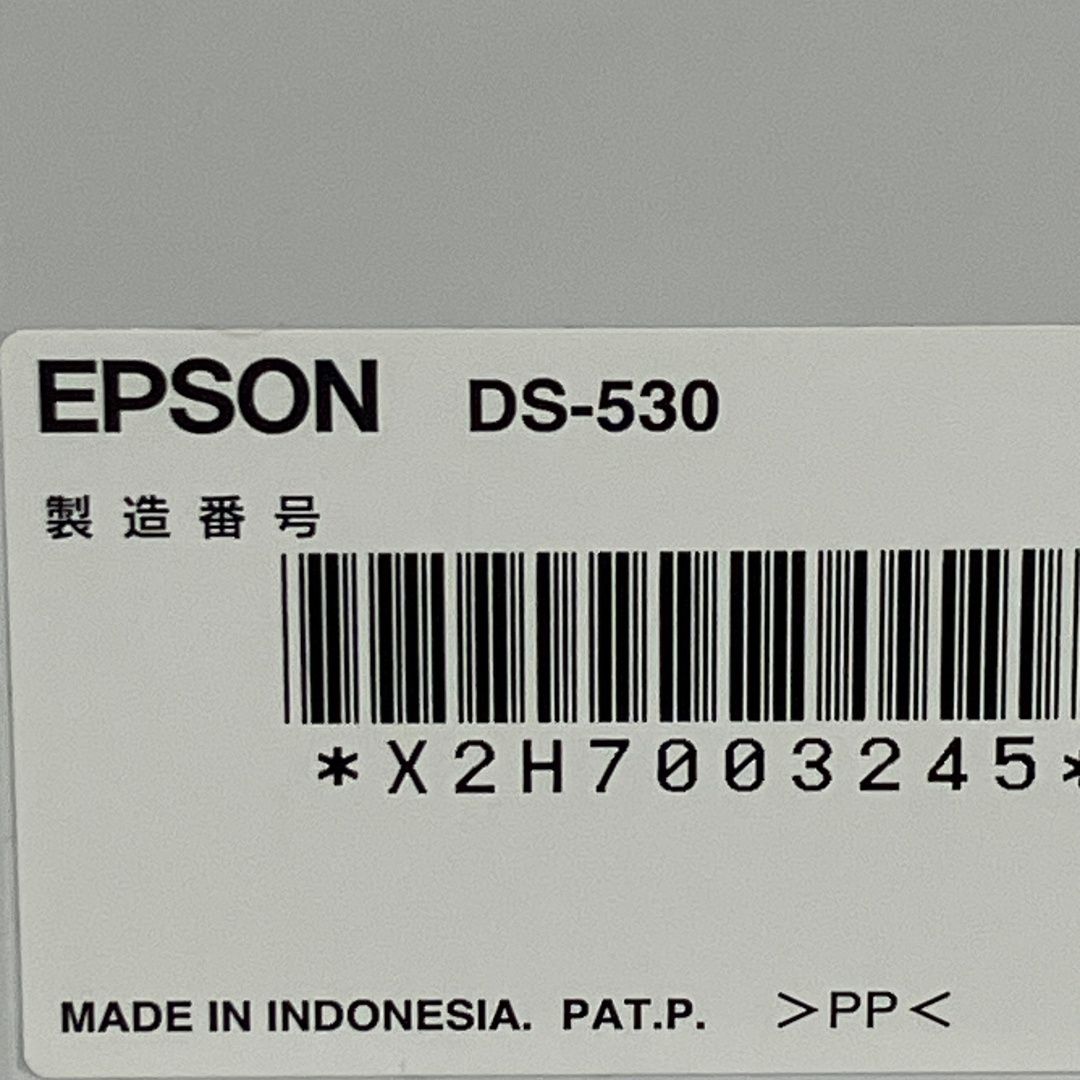 EPSON DS-530
製造番号
*X2H7003245*
MADE IN INDONESIA. PAT.P. >PP<